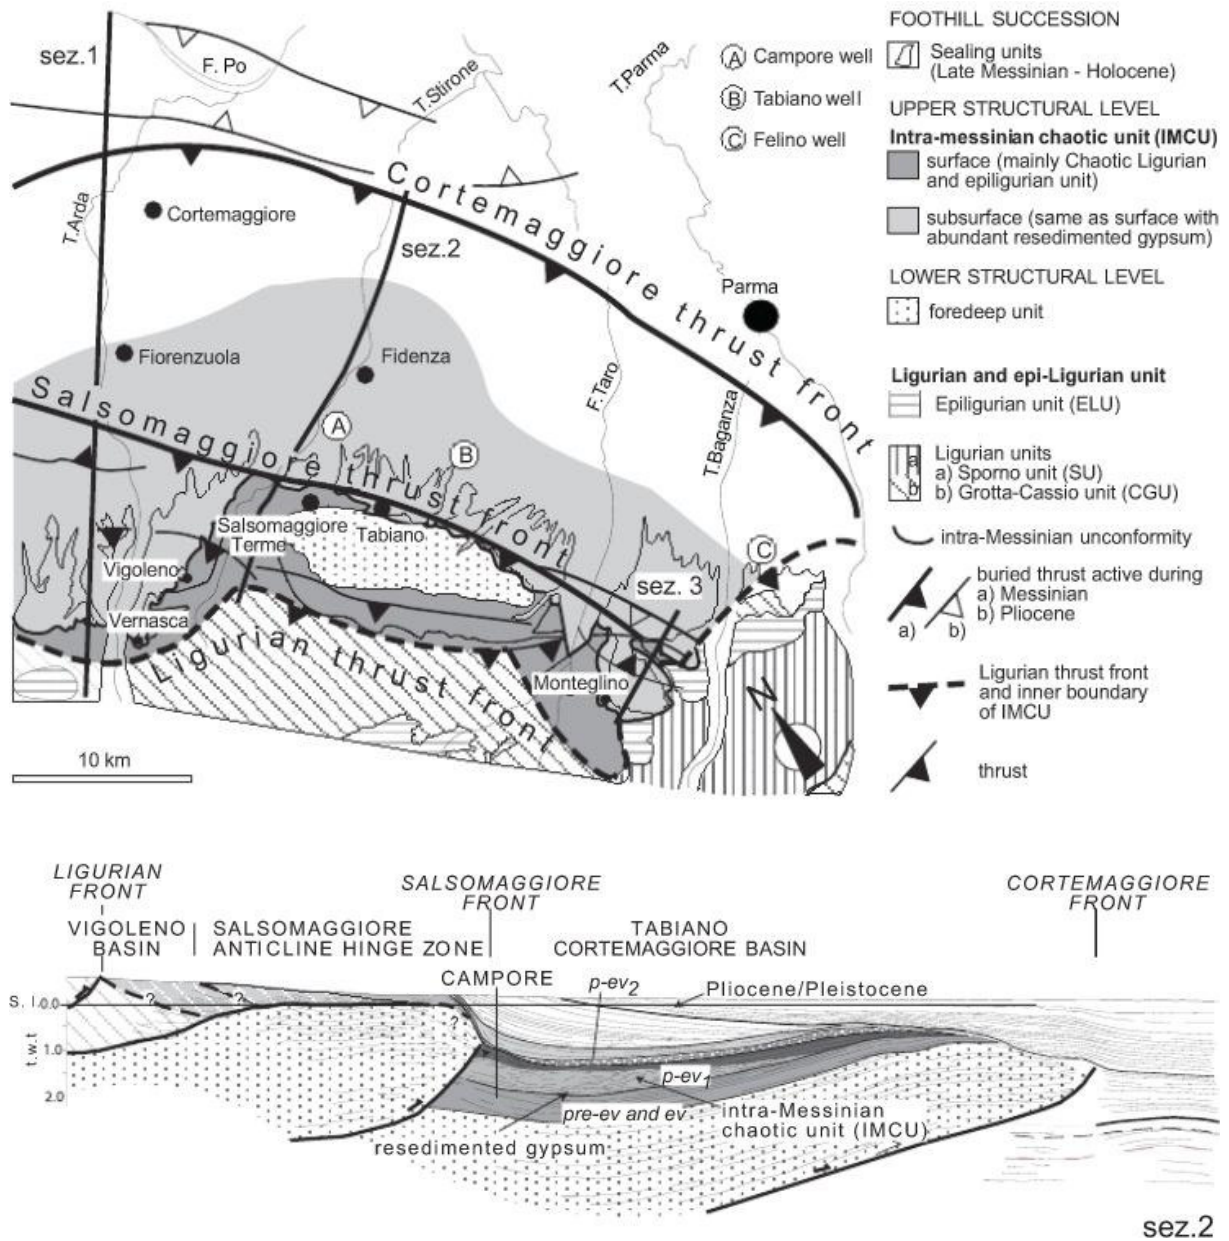 sez.1
F. Po
T.Stirone
T.Parma
A Campore well
B Tabiano well
C Felino well
T.Arda
Cortemaggiore
sez.2
Cortemaggiore thrust front
Parma
Fiorenzuola
Fidenza
F.Taro
T.Baganza
Salsomaggiore thrust front
A
B
C
Salsomaggiore
Terme
Tabiano
Vigoleno
Vernasca
sez. 3
Ligurian thrust front
Monteglino
N
10 km
FOOTHILL SUCCESSION
Sealing units
(Late Messinian - Holocene)
UPPER STRUCTURAL LEVEL
Intra-messinian chaotic unit (IMCU)
surface (mainly Chaotic Ligurian
and epiligurian unit)
subsurface (same as surface with
abundant resedimented gypsum)
LOWER STRUCTURAL LEVEL
foredeep unit
Ligurian and epi-Ligurian unit
Epiligurian unit (ELU)
a
b
Ligurian units
a) Sporno unit (SU)
b) Grotta-Cassio unit (CGU)
intra-Messinian unconformity
buried thrust active during
a) Messinian
b) Pliocene
a)
b)
Ligurian thrust front
and inner boundary
of IMCU
thrust
LIGURIAN
FRONT
SALSOMAGGIORE
FRONT
CORTEMAGGIORE
FRONT
VIGOLENO
BASIN
SALSOMAGGIORE
ANTICLINE HINGE ZONE
TABIANO
CORTEMAGGIORE BASIN
CAMPORE
p-ev2
Pliocene/Pleistocene
S. l.
0.0
?
?
?
1.0
t.w.t
2.0
p-ev1
pre-ev and ev
intra-Messinian
chaotic unit (IMCU)
resedimented gypsum
sez.2